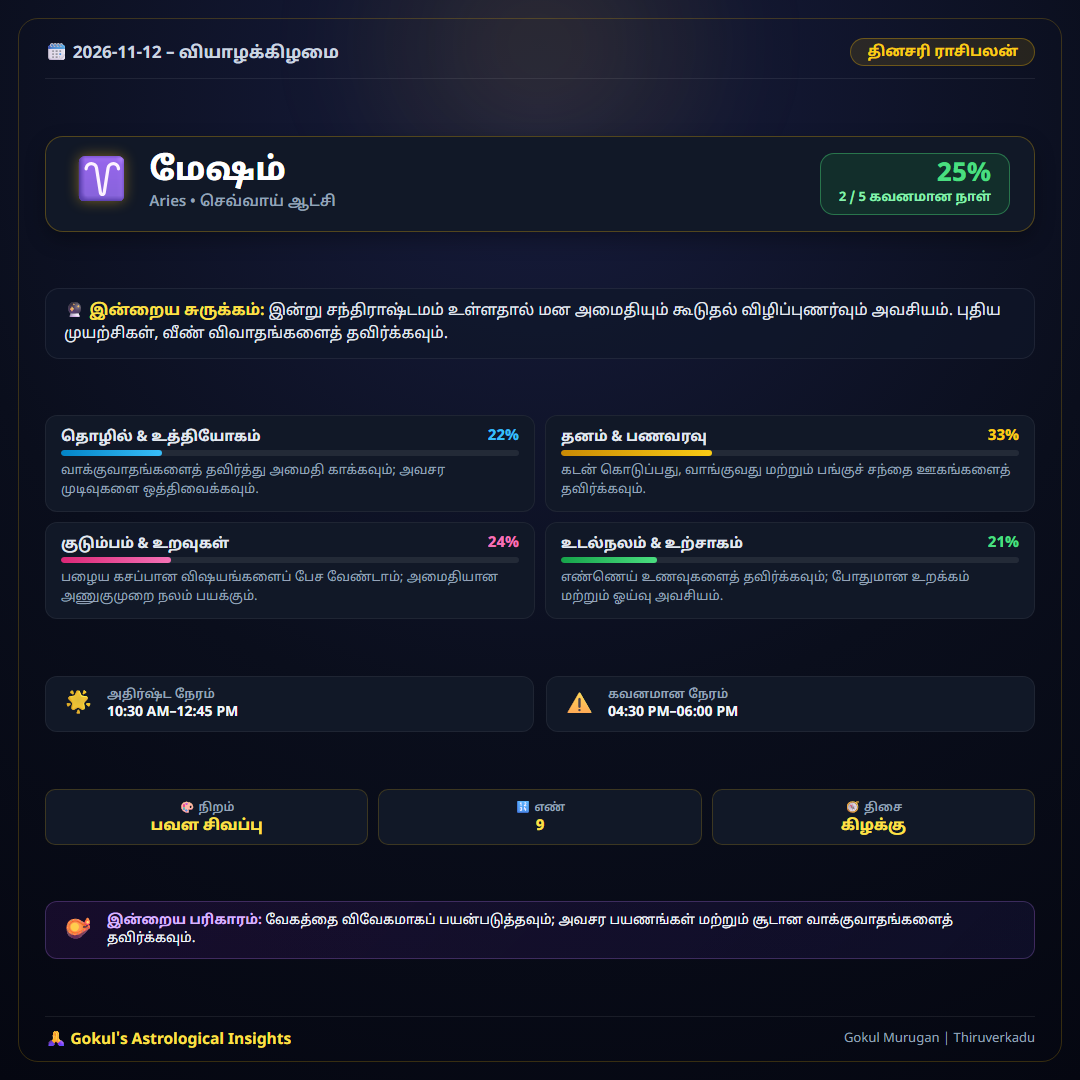 2026-11-12 – வியாழக்கிழமை
தினசரி ராசிபலன்
மேஷம்
Aries • செவ்வாய் ஆட்சி
25%
2 / 5 கவனமான நாள்
இன்றைய சுருக்கம்: இன்று சந்திராஷ்டமம் உள்ளதால் மன அமைதியும் கூடுதல் விழிப்புணர்வும் அவசியம். புதிய
முயற்சிகள், வீண் விவாதங்களைத் தவிர்க்கவும்.
தொழில் & உத்தியோகம்
22%
வாக்குவாதங்களைத் தவிர்த்து அமைதி காக்கவும்; அவசர
முடிவுகளை ஒத்திவைக்கவும்.
தனம் & பணவரவு
33%
கடன் கொடுப்பது, வாங்குவது மற்றும் பங்குச் சந்தை ஊகங்களைத்
தவிர்க்கவும்.
குடும்பம் & உறவுகள்
24%
பழைய கசப்பான விஷயங்களைப் பேச வேண்டாம்; அமைதியான
அணுகுமுறை நலம் பயக்கும்.
உடல்நலம் & உற்சாகம்
21%
எண்ணெய் உணவுகளைத் தவிர்க்கவும்; போதுமான உறக்கம்
மற்றும் ஓய்வு அவசியம்.
அதிர்ஷ்ட நேரம்
10:30 AM–12:45 PM
கவனமான நேரம்
04:30 PM–06:00 PM
நிறம்
பவள சிவப்பு
எண்
9
திசை
கிழக்கு
இன்றைய பரிகாரம்: வேகத்தை விவேகமாகப் பயன்படுத்தவும்; அவசர பயணங்கள் மற்றும் சூடான வாக்குவாதங்களைத்
தவிர்க்கவும்.
Gokul's Astrological Insights
Gokul Murugan | Thiruverkadu